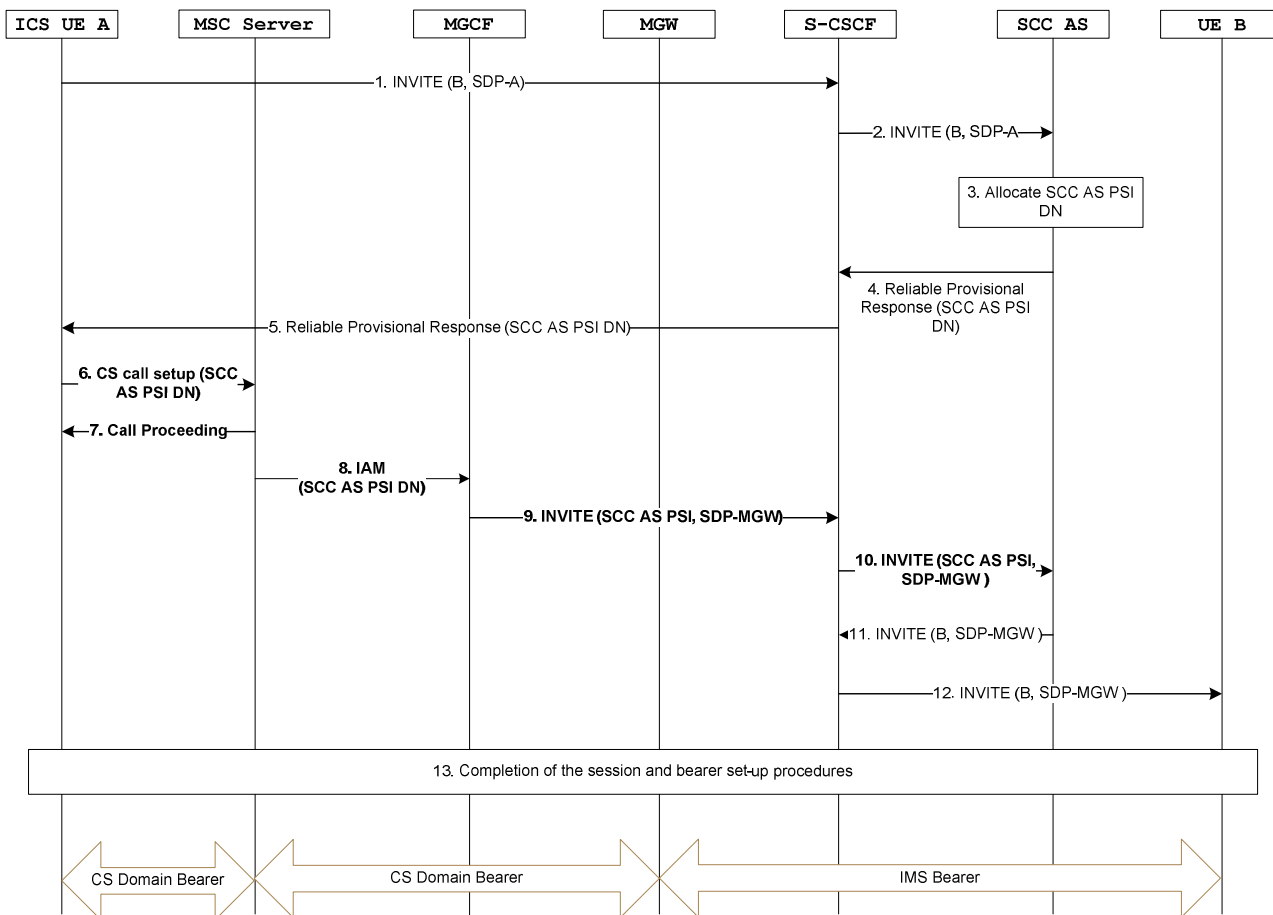 ICS UE A
MSC Server
MGCF
MGW
S-CSCF
SCC AS
UE B
1. INVITE (B, SDP-A)
2. INVITE (B, SDP-A
3. Allocate SCC AS PSI
DN
4. Reliable Provisional
Response (SCC AS PSI
DN)
5. Reliable Provisional Response (SCC AS PSI DN)
6. CS call setup (SCC
AS PSI DN)
7. Call Proceeding
8. IAM
(SCC AS PSI DN)
9. INVITE (SCC AS PSI, SDP-MGW)
10. INVITE (SCC AS PSI,
SDP-MGW )
11. INVITE (B, SDP-MGW )
12. INVITE (B, SDP-MGW )
13. Completion of the session and bearer set-up procedures
CS Domain Bearer
CS Domain Bearer
IMS Bearer